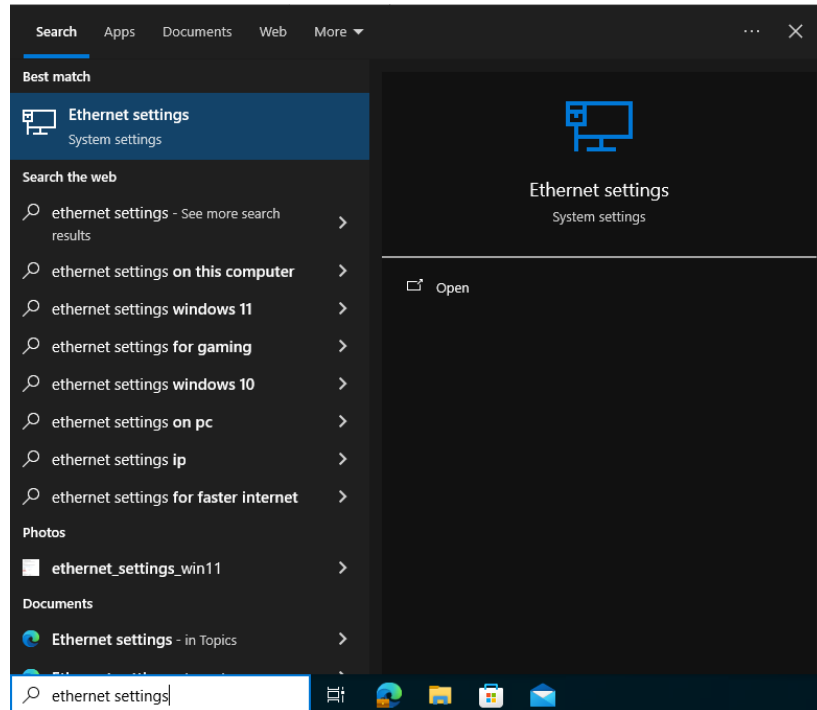 Search Apps Documents Web More
Best match
Ethernet settings
System settings
Search the web
ethernet settings - See more search
results
ethernet settings on this computer
ethernet settings windows 11
ethernet settings for gaming
ethernet settings windows 10
ethernet settings on pc
ethernet settings ip
ethernet settings for faster internet
Photos
ethernet_settings_win11
Documents
Ethernet settings - in Topics
ethernet settings
Ethernet settings
System settings
Open